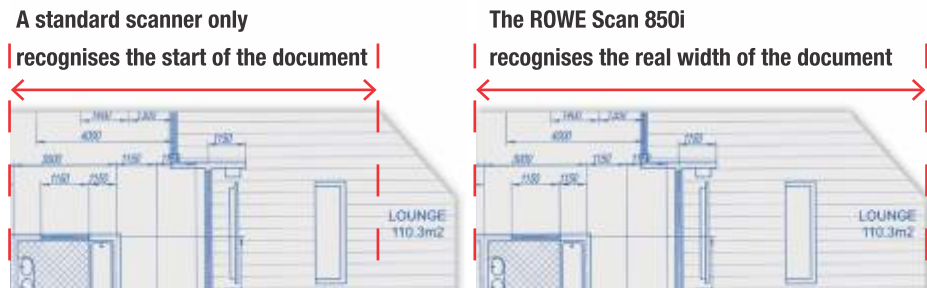 A standard scanner only
recognises the start of the document
The ROWE Scan 850i
recognises the real width of the document
4000
1150
1150
1150
LOUNGE
110.3m2
4000
1150
1150
1150
LOUNGE
110.3m2